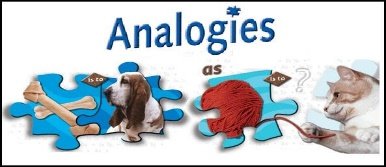 Analogies
is to
as
is to
?